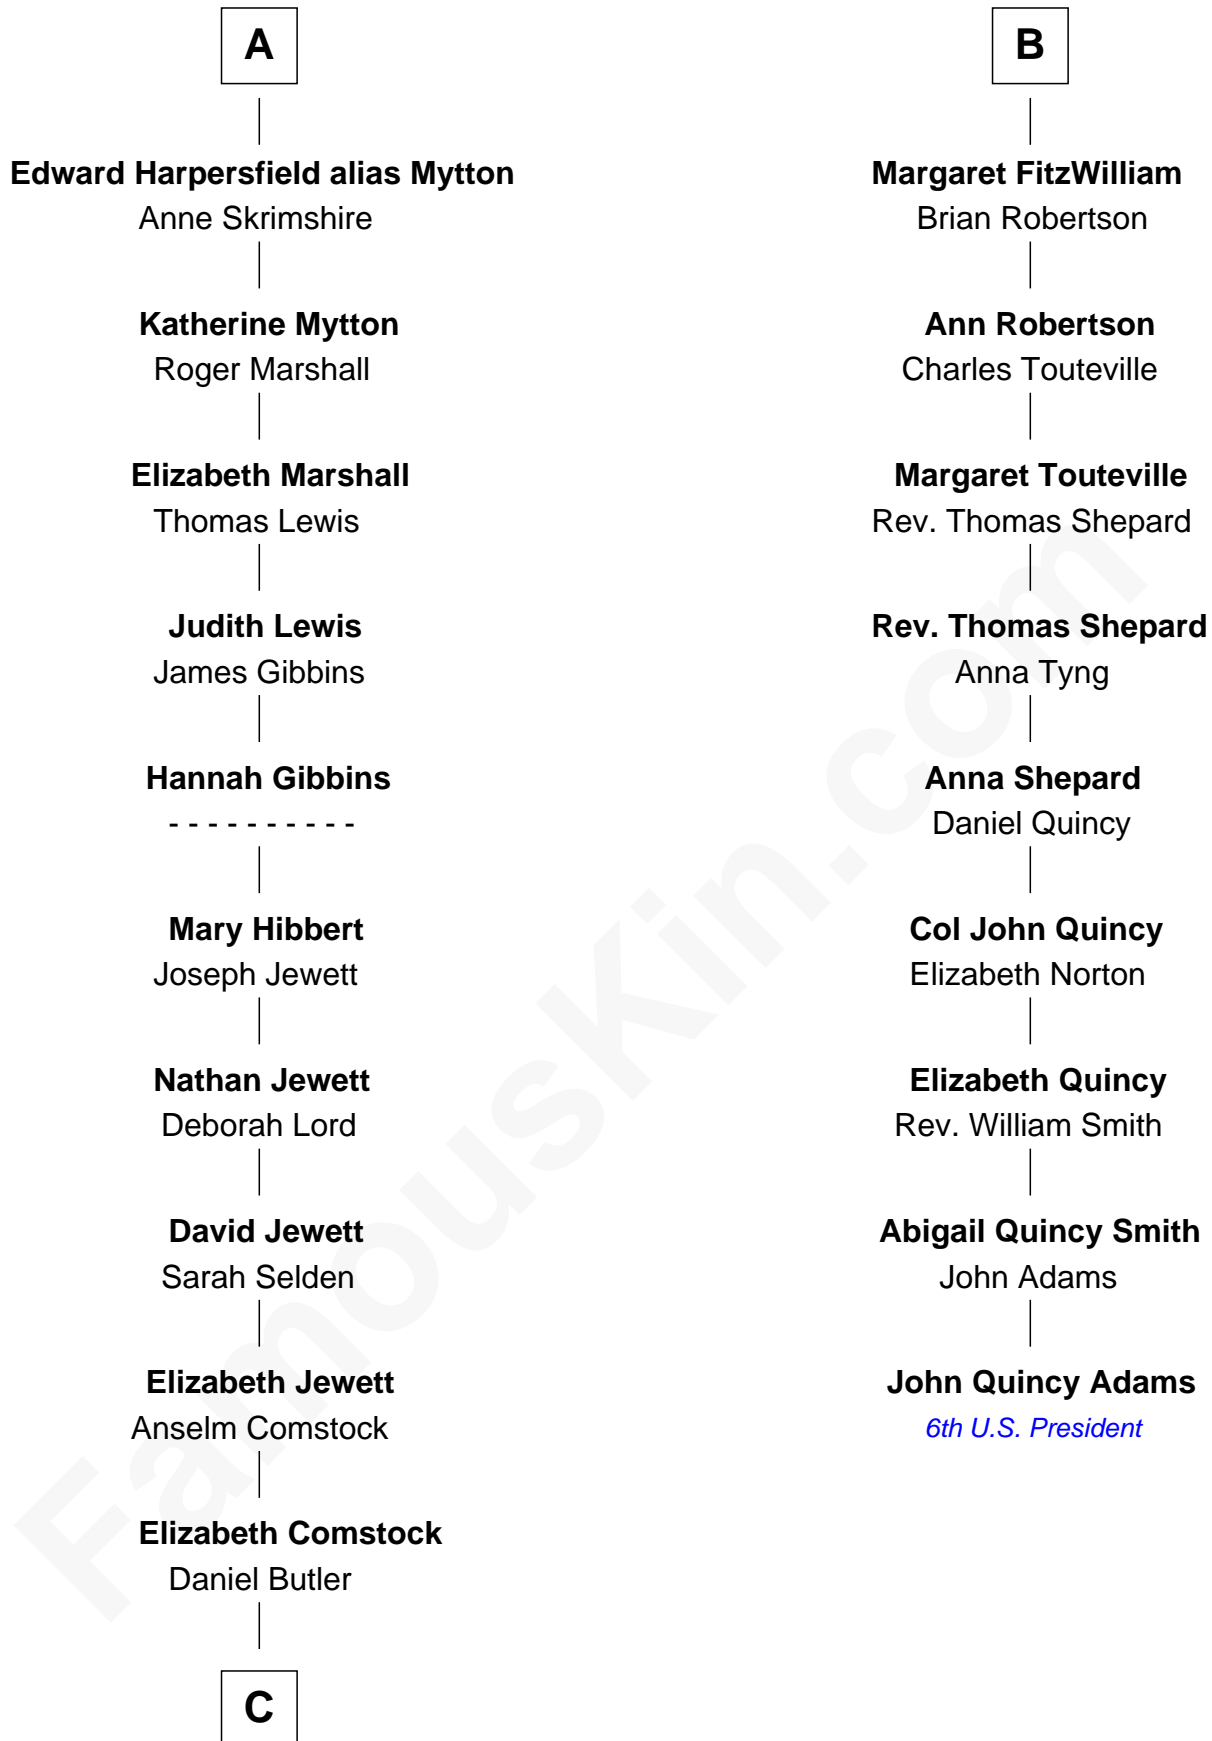 A
Edward Harpersfield alias Mytton
Anne Skrimshire
Katherine Mytton
Roger Marshall
Elizabeth Marshall
Thomas Lewis
Judith Lewis
James Gibbins
Hannah Gibbins
- - - - - - - - - -
Mary Hibbert
Joseph Jewett
Nathan Jewett
Deborah Lord
David Jewett
Sarah Selden
Elizabeth Jewett
Anselm Comstock
Elizabeth Comstock
Daniel Butler
C
B
Margaret FitzWilliam
Brian Robertson
Ann Robertson
Charles Touteville
Margaret Touteville
Rev. Thomas Shepard
Rev. Thomas Shepard
Anna Tyng
Anna Shepard
Daniel Quincy
Col John Quincy
Elizabeth Norton
Elizabeth Quincy
Rev. William Smith
Abigail Quincy Smith
John Adams
John Quincy Adams
6th U.S. President
FamousKin.com